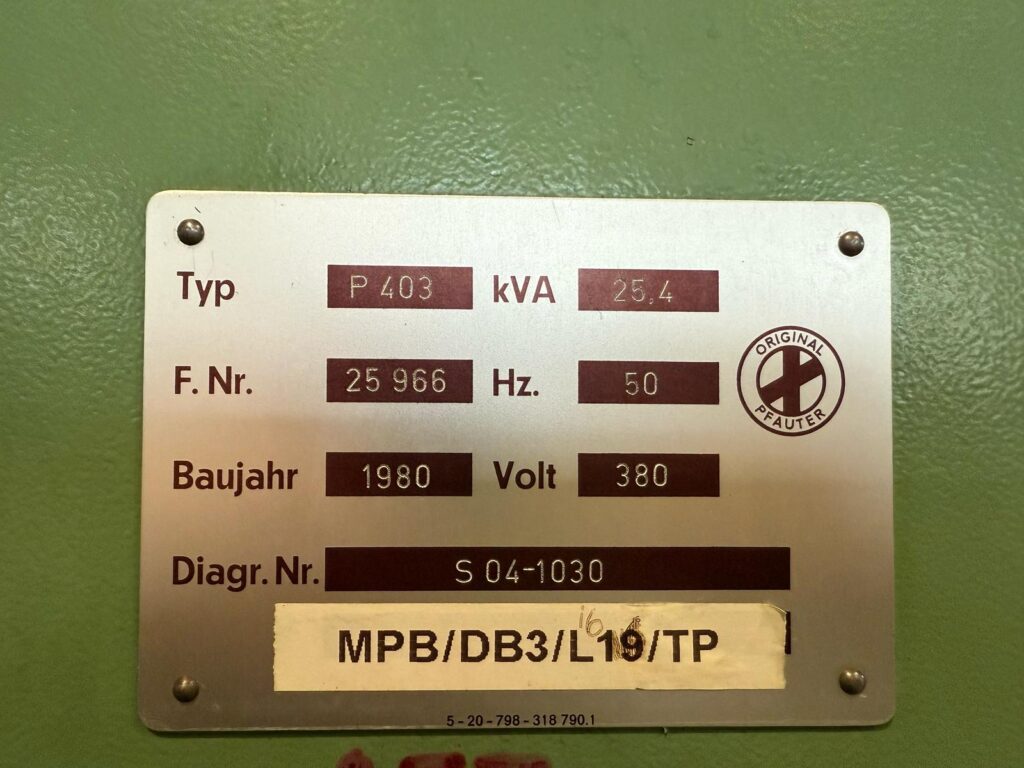 Typ P 403 kVA 25,4
F. Nr. 25 966 Hz. 50
ORIGINAL
PFAUTER
Baujahr 1980 Volt 380
Diagr. Nr. S 04-1030
16
MPB/DB3/L19/TP
5-20-798-318 790.1